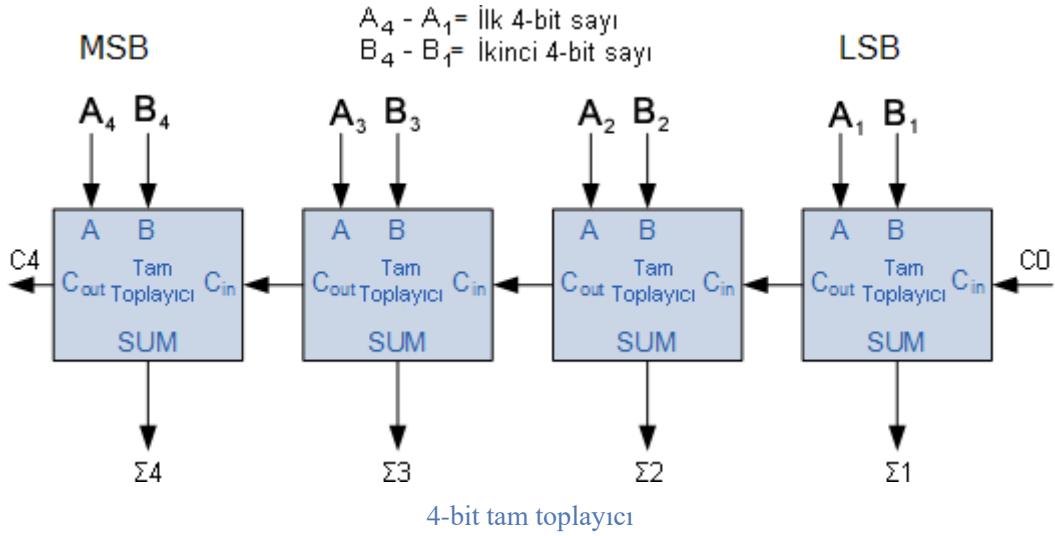 A₄ - A₁= İlk 4-bit sayı
B₄ - B₁= İkinci 4-bit sayı
MSB LSB
A₄ B₄ A₃ B₃ A₂ B₂ A₁ B₁
A B A B A B A B
C4 Cout Tam Toplayıcı Cin Cout Tam Toplayıcı Cin Cout Tam Toplayıcı Cin Cout Tam Toplayıcı Cin C0
SUM SUM SUM SUM
Σ4 Σ3 Σ2 Σ1
4-bit tam toplayıcı